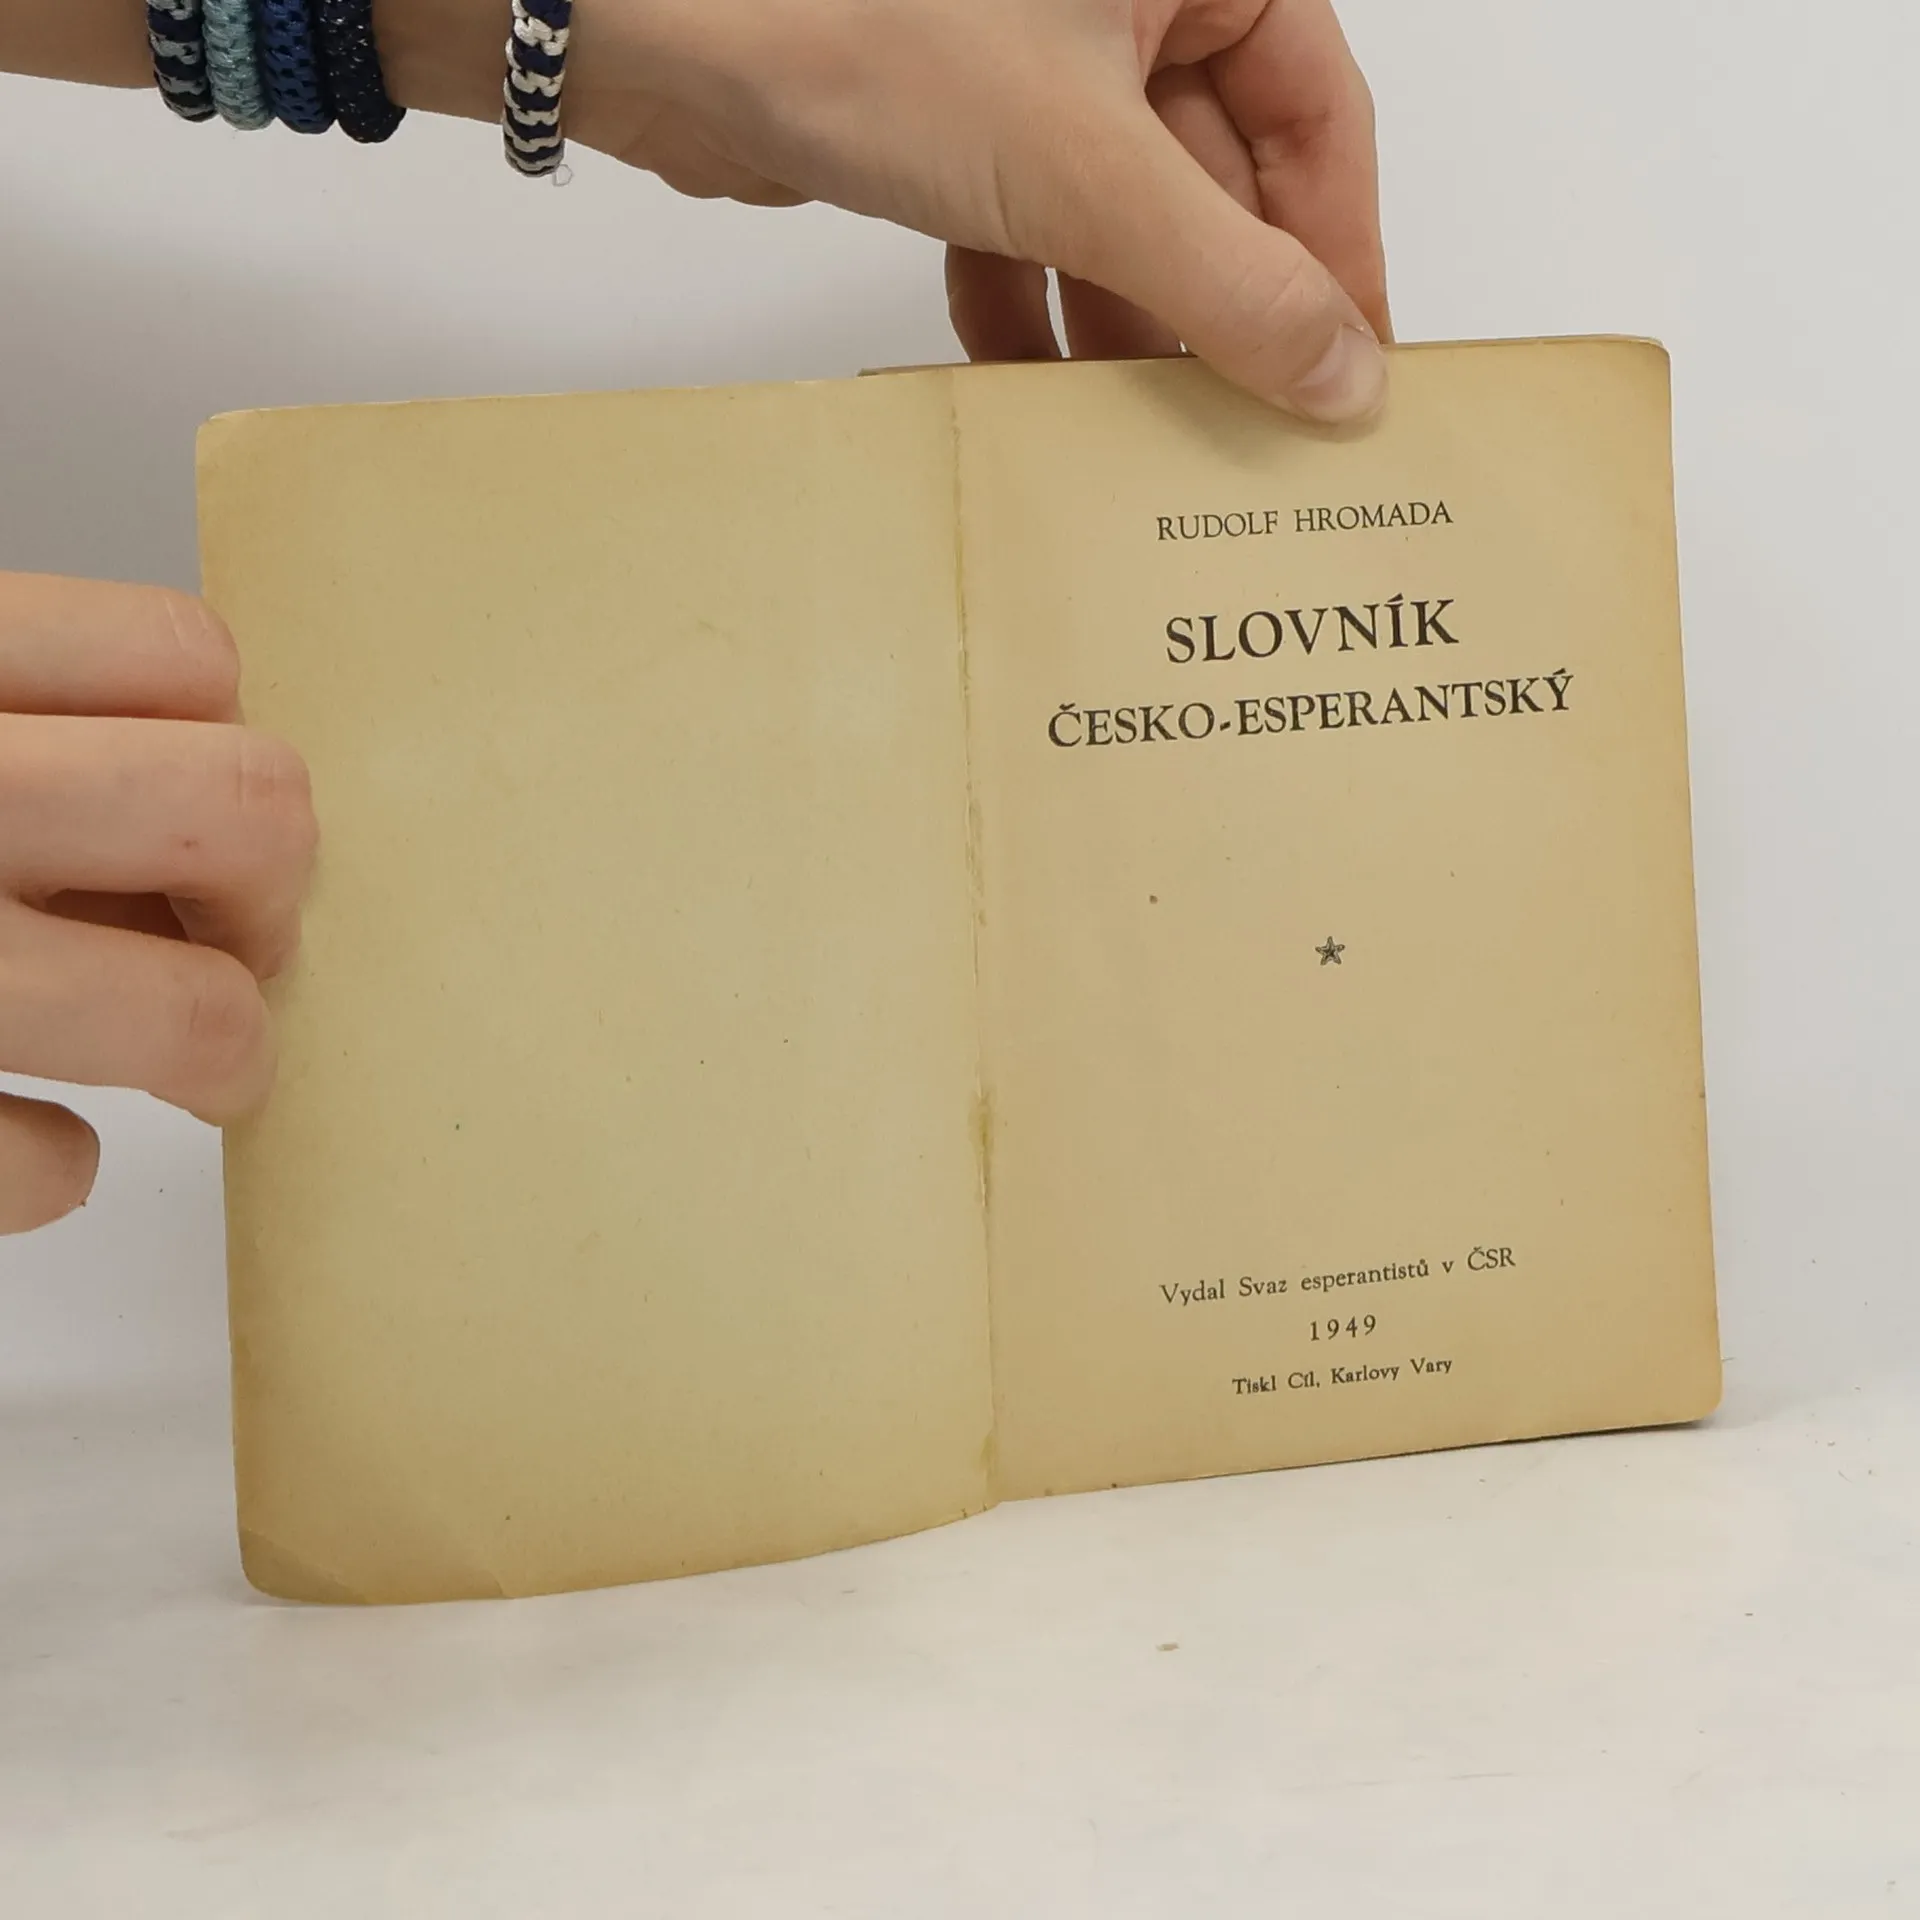 RUDOLF HROMADA
SLOVNÍK
ČESKO-ESPERANTSKÝ
Vydal Svaz esperantistů v ČSR
1949
Tiskl Cíl, Karlovy Vary